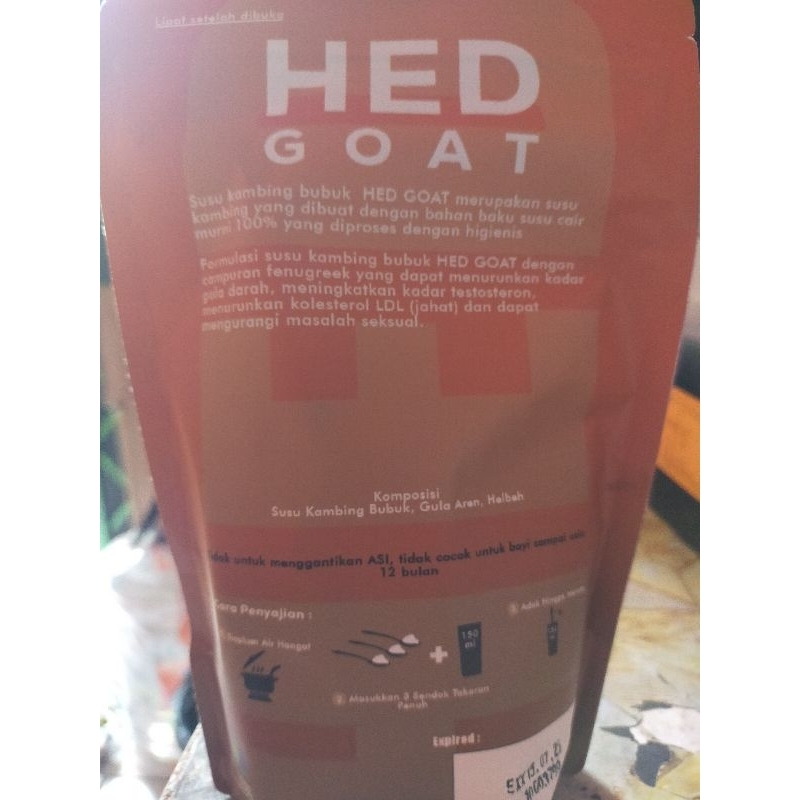 Lipat setelah dibuka
HED
GOAT
Susu kambing bubuk HED GOAT merupakan susu
kambing yang dibuat dengan bahan baku susu cair
murni 100% yang diproses dengan higienis
Formulasi susu kambing bubuk HED GOAT dengan
campuran fenugreek yang dapat menurunkan kadar
gula darah, meningkatkan kadar testosteron,
menurunkan kolesterol LDL (jahat) dan dapat
mengurangi masalah seksual.
Komposisi
Susu Kambing Bubuk, Gula Aren, Helbeh
untuk menggantikan ASI, tidak cocok untuk bayi sampai
12 bulan
Cara Penyajian :
Siapkan Air Hangat
150
ml
3 Aduk hingga
2 Masukkan 3 Sendok Takaran
Penuh
Expired :